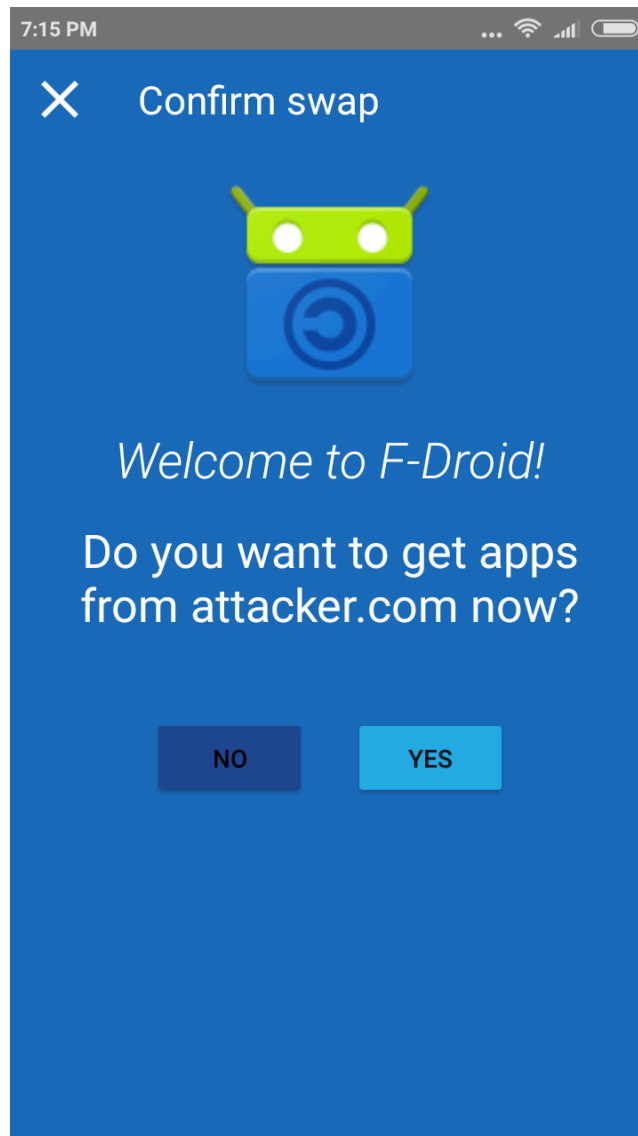 7:15 PM
Confirm swap
Welcome to F-Droid!
Do you want to get apps
from attacker.com now?
NO
YES